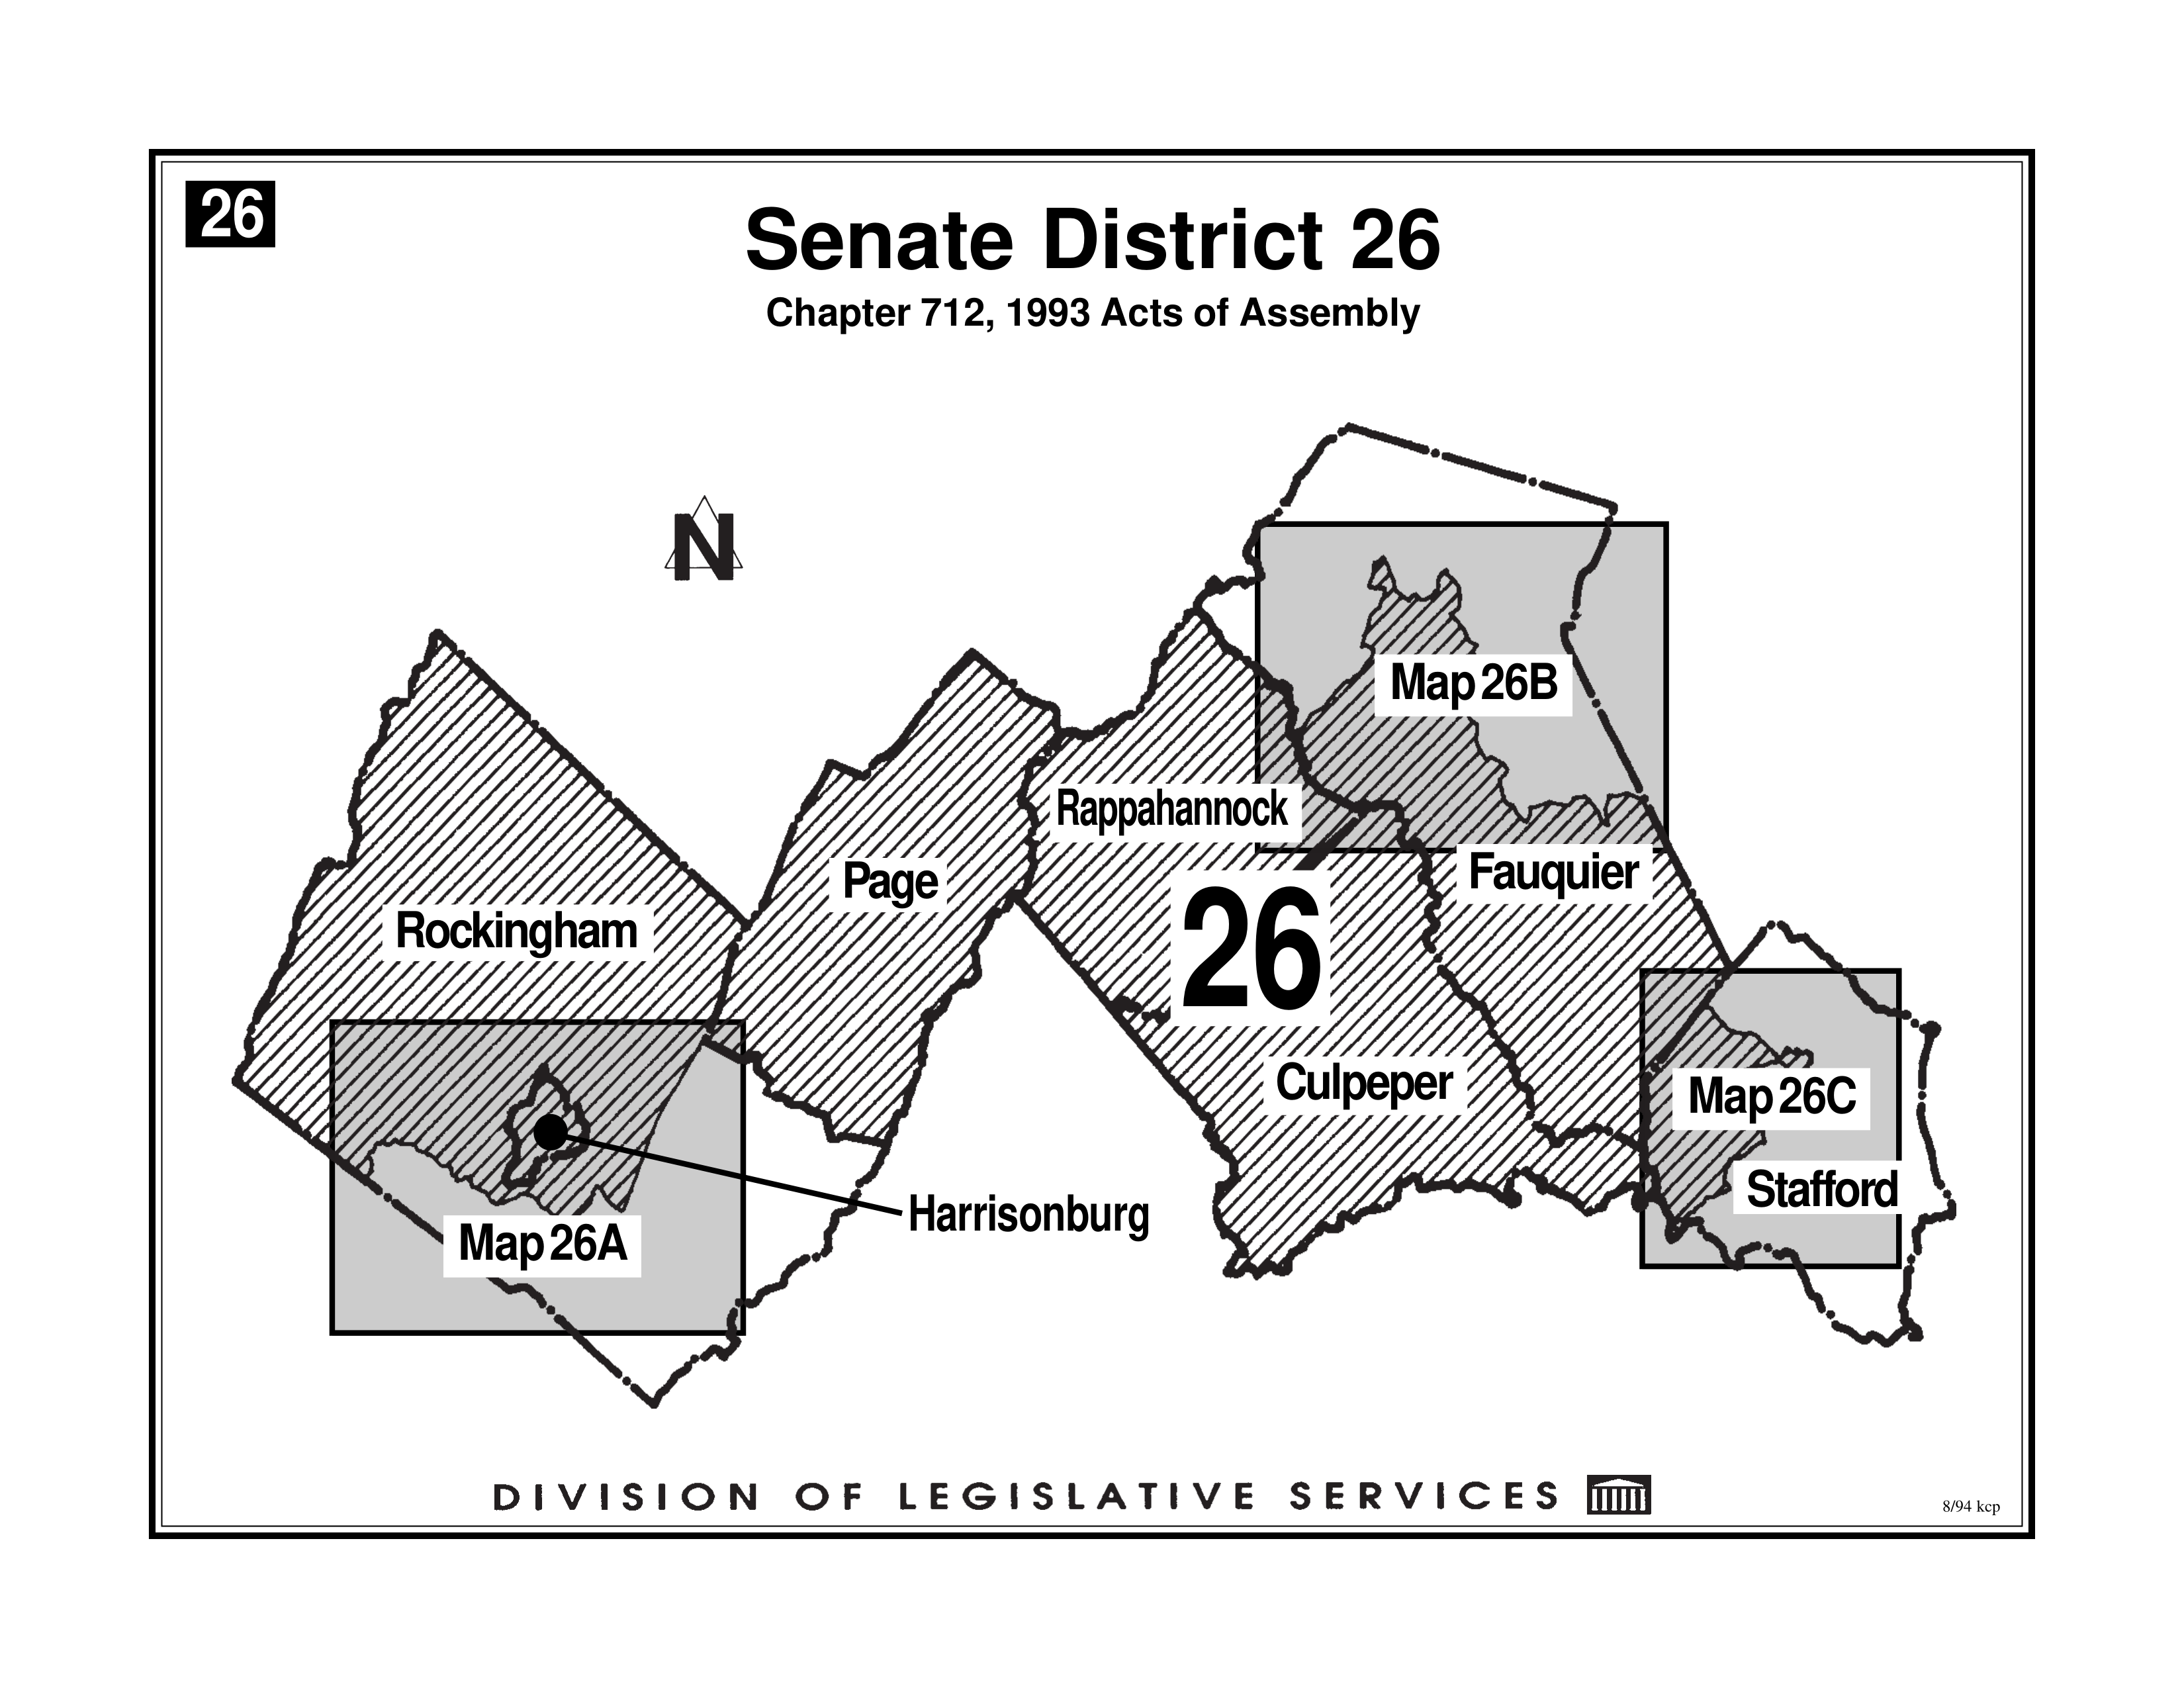 26
Senate District 26
Chapter 712, 1993 Acts of Assembly
N
Map 26B
Rappahannock
Page
Fauquier
Rockingham
26
Culpeper
Map 26C
Stafford
Harrisonburg
Map 26A
DIVISION OF LEGISLATIVE SERVICES
8/94 kcp